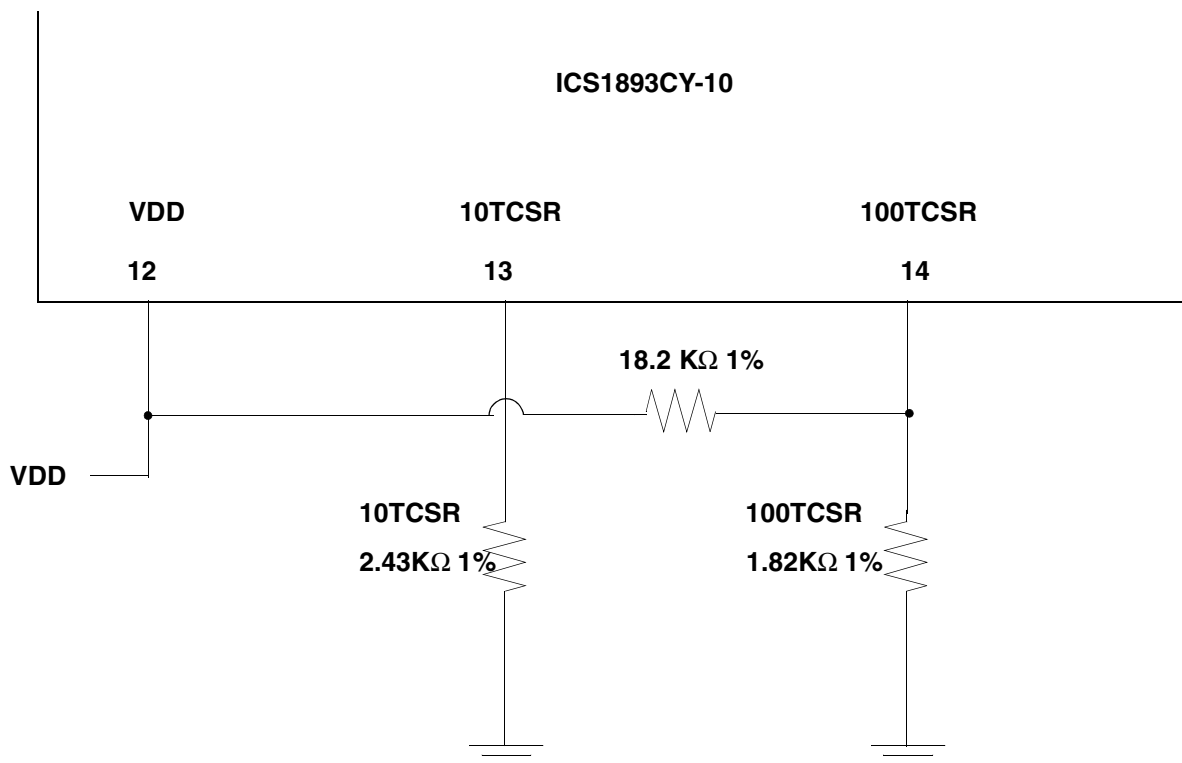 ICS1893CY-10
VDD
10TCSR
100TCSR
12
13
14
18.2 KΩ 1%
VDD
10TCSR
2.43KΩ 1%
100TCSR
1.82KΩ 1%